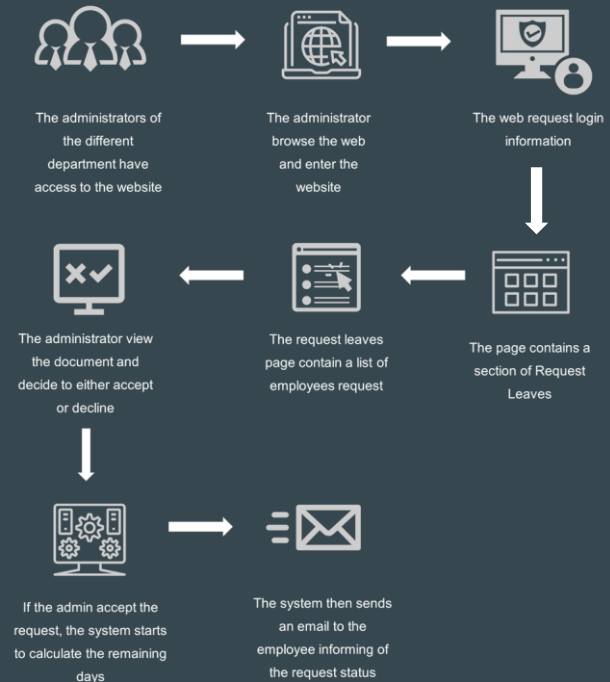 The administrators of
the different
department have
access to the website
The administrator
browse the web
and enter the
website
The web request login
information
The page contains a
section of Request
Leaves
The request leaves
page contain a list of
employees request
The administrator view
the document and
decide to either accept
or decline
If the admin accept the
request, the system starts
to calculate the remaining
days
The system then sends
an email to the
employee informing of
the request status